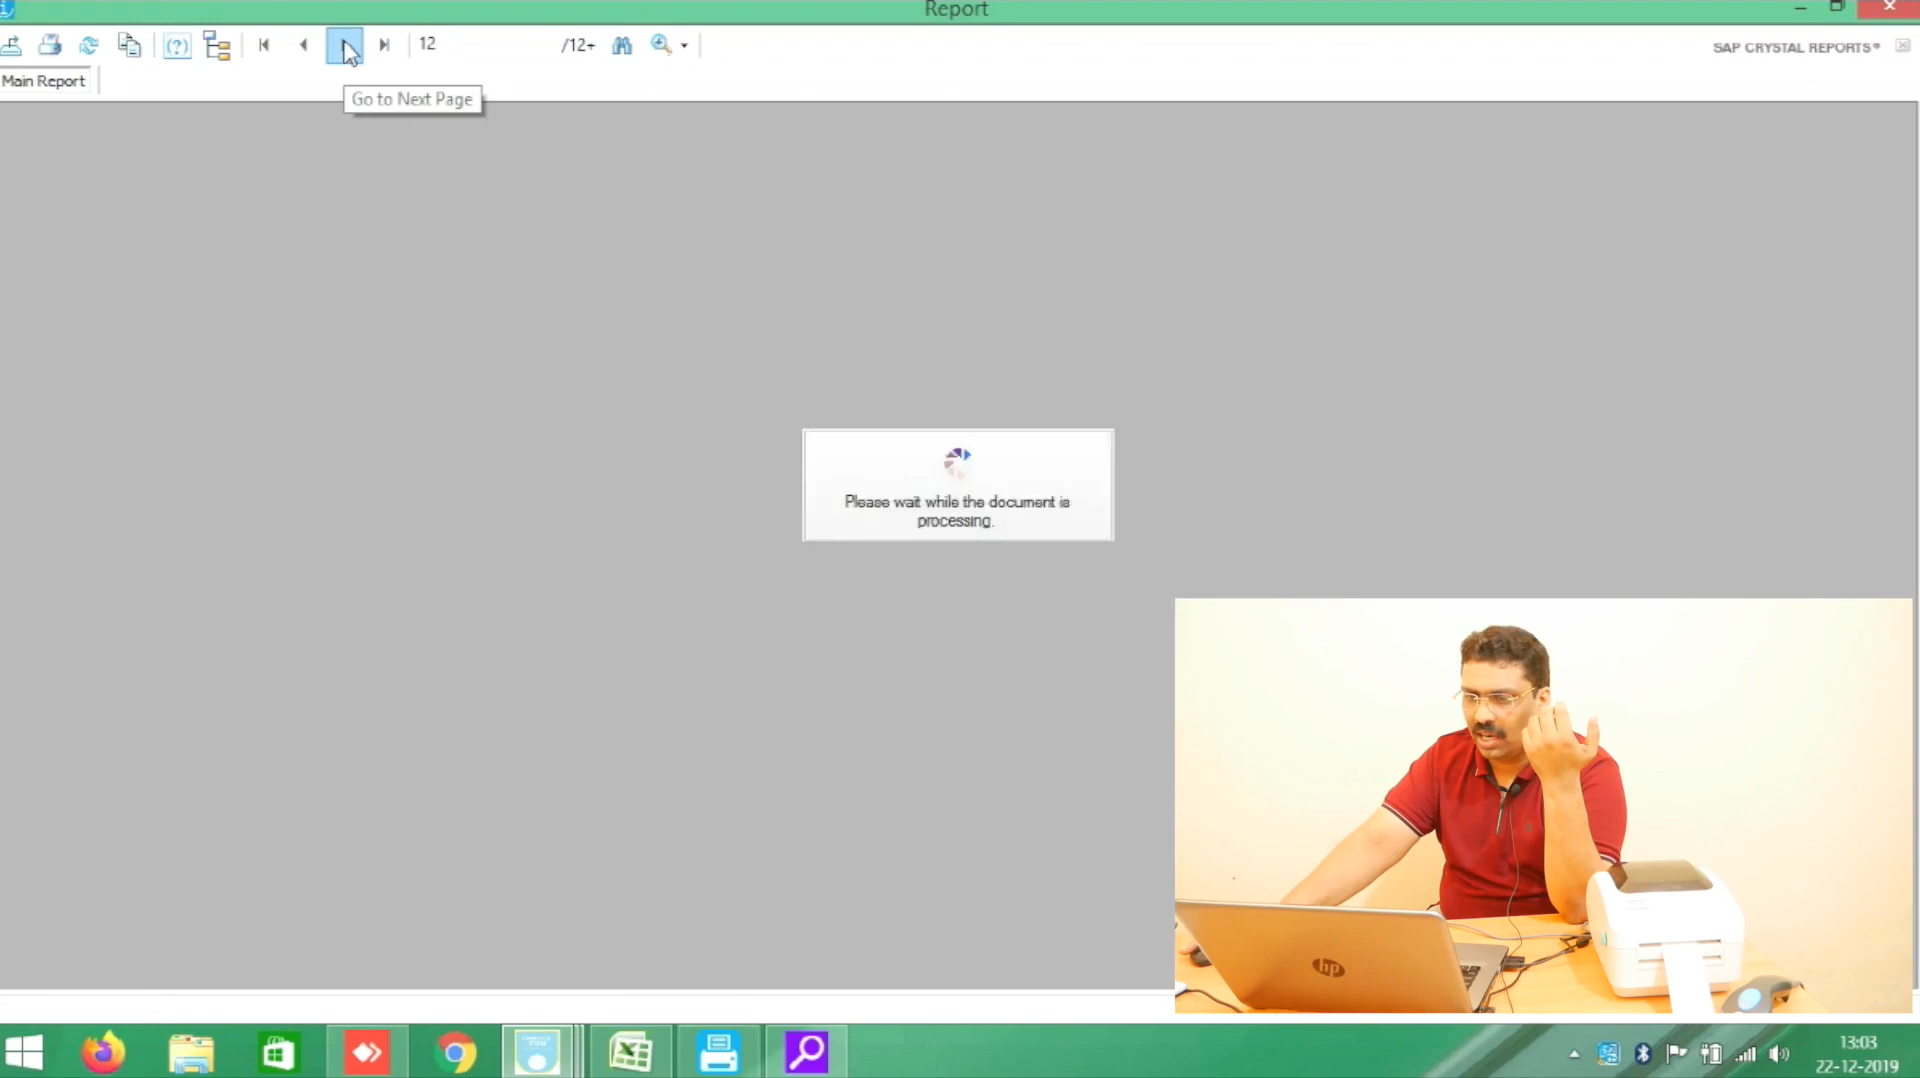 Report
12
/12+
SAP CRYSTAL REPORTS®
Main Report
Go to Next Page
Please wait while the document is
processing.
hp
13:03
22-12-2019